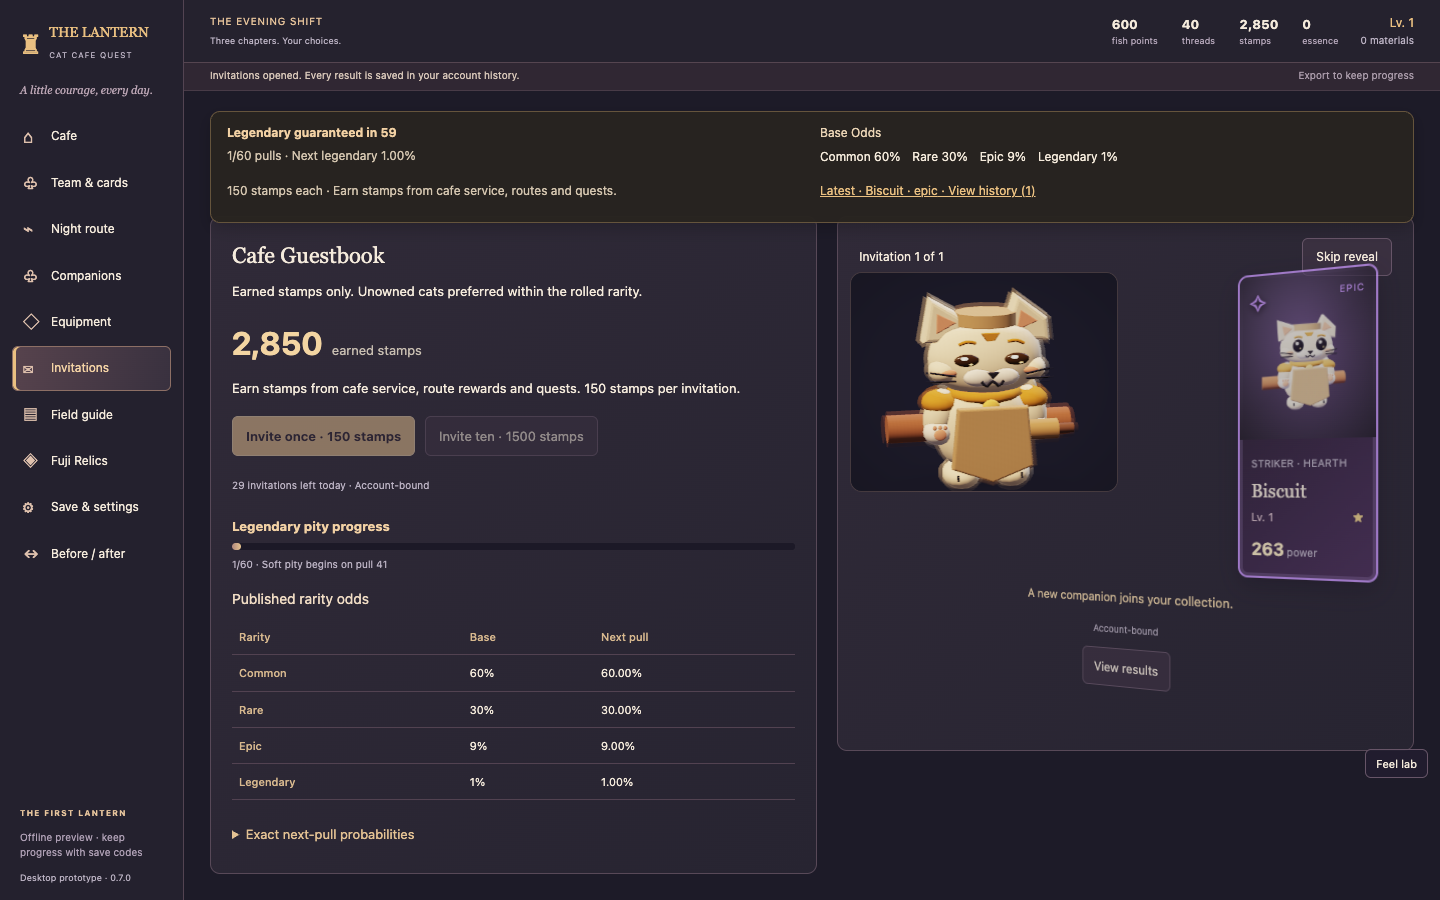 THE LANTERN
CAT CAFE QUEST
A little courage, every day.
Cafe
Team & cards
Night route
Companions
Equipment
Invitations
Field guide
Fuji Relics
Save & settings
Before / after
THE FIRST LANTERN
Offline preview · keep
progress with save codes
Desktop prototype · 0.7.0
THE EVENING SHIFT
Three chapters. Your choices.
600
fish points
40
threads
2,850
stamps
0
essence
Lv. 1
0 materials
Invitations opened. Every result is saved in your account history.
Export to keep progress
Legendary guaranteed in 59
1/60 pulls · Next legendary 1.00%
150 stamps each · Earn stamps from cafe service, routes and quests.
Base Odds
Common 60% Rare 30% Epic 9% Legendary 1%
Latest · Biscuit · epic · View history (1)
Cafe Guestbook
Earned stamps only. Unowned cats preferred within the rolled rarity.
2,850 earned stamps
Earn stamps from cafe service, route rewards and quests. 150 stamps per invitation.
Invite once · 150 stamps
Invite ten · 1500 stamps
29 invitations left today · Account-bound
Legendary pity progress
1/60 · Soft pity begins on pull 41
Published rarity odds
Rarity Base Next pull
Common 60% 60.00%
Rare 30% 30.00%
Epic 9% 9.00%
Legendary 1% 1.00%
Exact next-pull probabilities
Invitation 1 of 1
Skip reveal
EPIC
STRIKER · HEARTH
Biscuit
Lv. 1
263 power
A new companion joins your collection.
Account-bound
View results
Feel lab